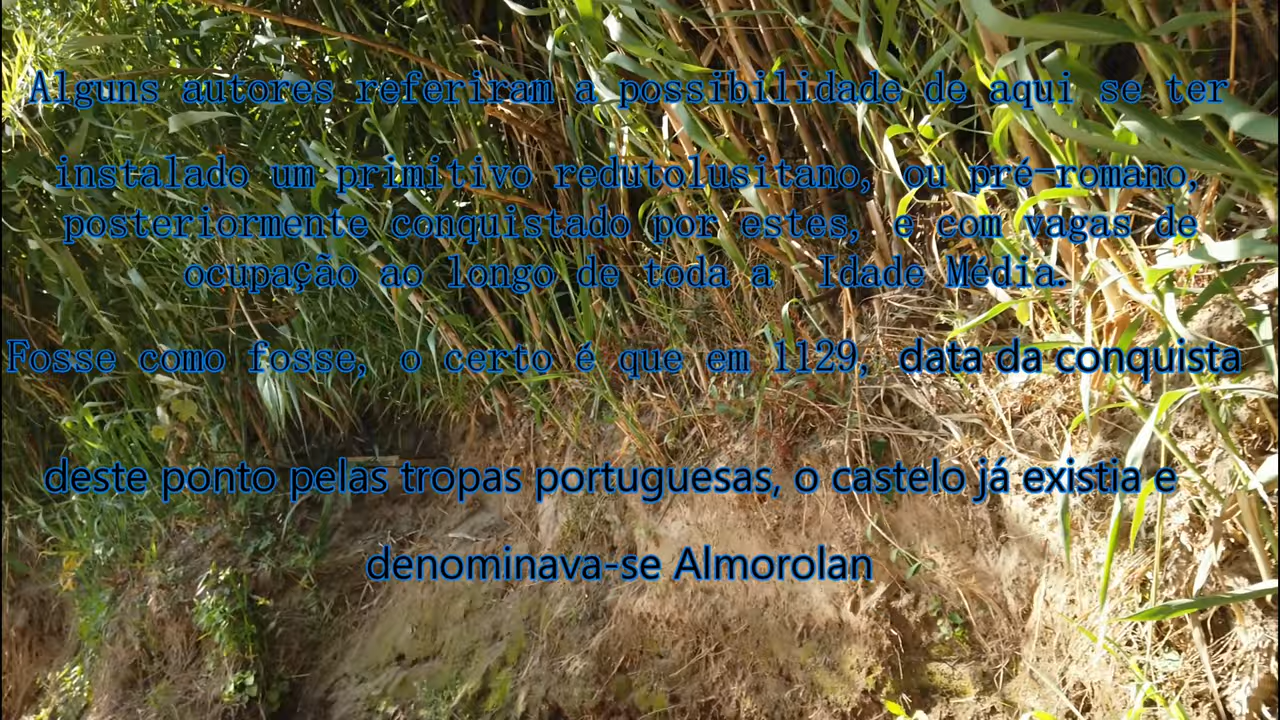 Alguns autores referiram a possibilidade de aqui se ter
instalado um primitivo redutolusitano, ou pré-romano,
posteriormente conquistado por estes, e com vagas de
ocupação ao longo de toda a Idade Média.
Fosse como fosse, o certo é que em 1129, data da conquista
deste ponto pelas tropas portuguesas, o castelo já existia e
denominava-se Almorolan